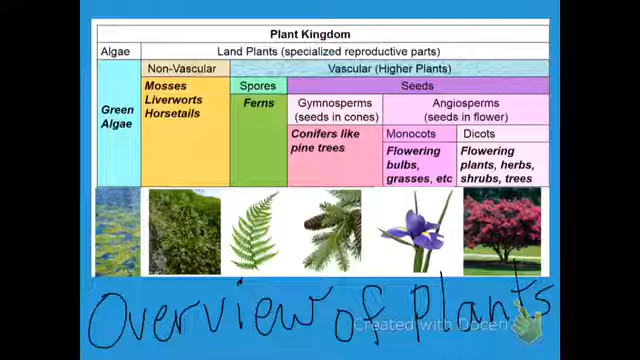 Plant Kingdom
Algae
Land Plants (specialized reproductive parts)
Non-Vascular
Vascular (Higher Plants)
Green
Algae
Mosses
Liverworts
Horsetails
Spores
Seeds
Ferns
Gymnosperms
(seeds in cones)
Angiosperms
(seeds in flower)
Conifers like
pine trees
Monocots
Dicots
Flowering
bulbs,
grasses, etc
Flowering
plants, herbs,
shrubs, trees
Overview of plants
Created with Doceri